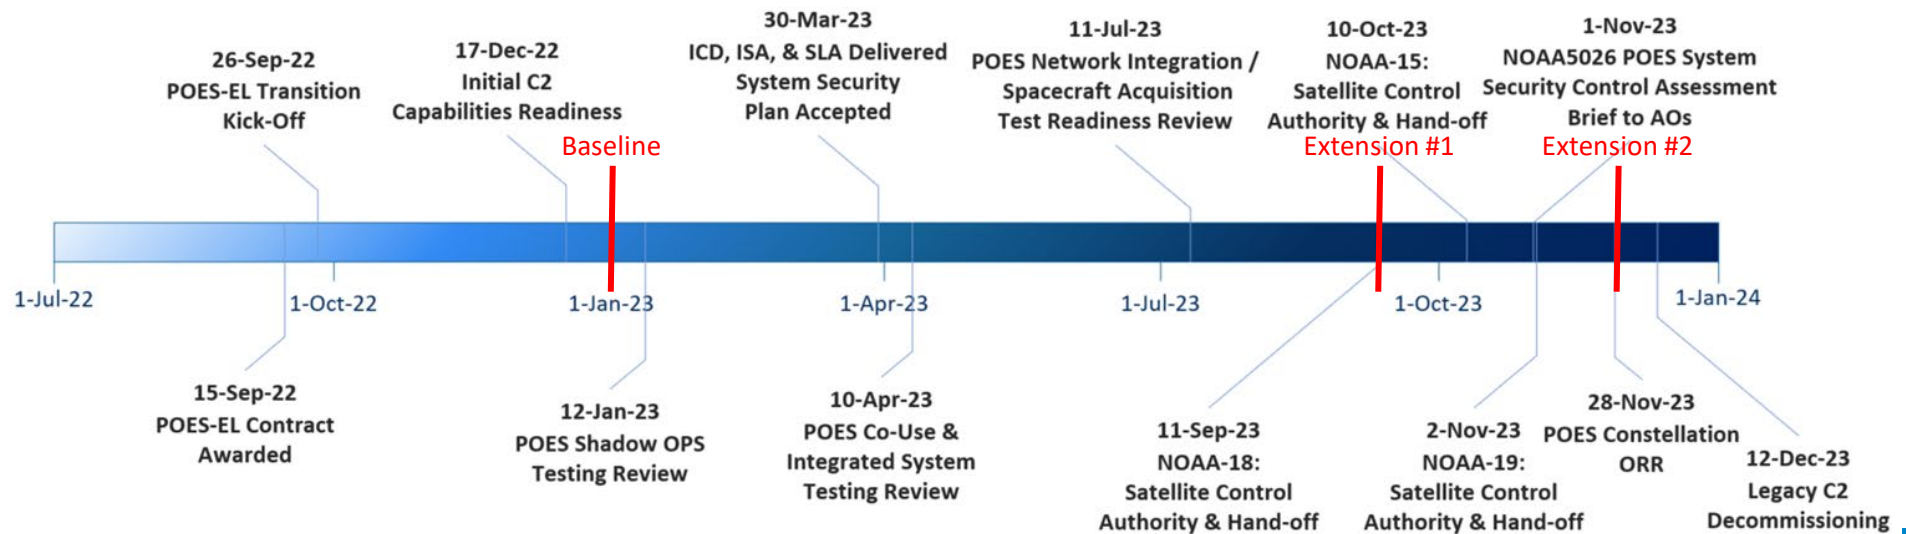 26-Sep-22
POES-EL Transition
Kick-Off
17-Dec-22
Initial C2
Capabilities Readiness
30-Mar-23
ICD, ISA, & SLA Delivered
System Security
Plan Accepted
11-Jul-23
POES Network Integration /
Spacecraft Acquisition
Test Readiness Review
10-Oct-23
NOAA-15:
Satellite Control
Authority & Hand-off
1-Nov-23
NOAA5026 POES System
Security Control Assessment
Brief to AOs
Baseline
Extension #1
Extension #2
1-Jul-22
1-Oct-22
1-Jan-23
1-Apr-23
1-Jul-23
1-Oct-23
1-Jan-24
15-Sep-22
POES-EL Contract
Awarded
12-Jan-23
POES Shadow OPS
Testing Review
10-Apr-23
POES Co-Use &
Integrated System
Testing Review
11-Sep-23
NOAA-18:
Satellite Control
Authority & Hand-off
2-Nov-23
NOAA-19:
Satellite Control
Authority & Hand-off
28-Nov-23
POES Constellation
ORR
12-Dec-23
Legacy C2
Decommissioning